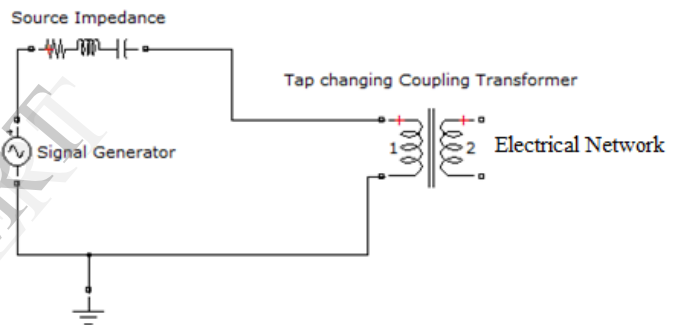 Source Impedance
Tap changing Coupling Transformer
+
Signal Generator
+ +
1 2
Electrical Network